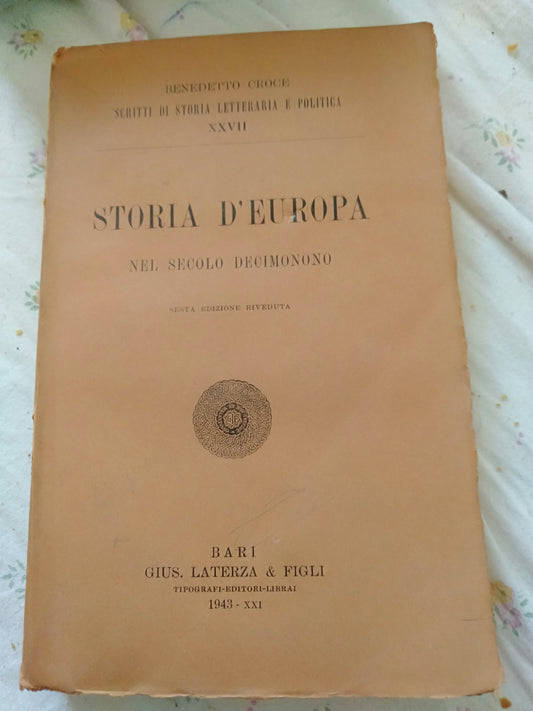 BENEDETTO CROCE
SCRITTI DI STORIA LETTERARIA E POLITICA
XXVII
STORIA D'EUROPA
NEL SECOLO DECIMONONO
SESTA EDIZIONE RIVEDUTA
BARI
GIUS. LATERZA & FIGLI
TIPOGRAFI-EDITORI-LIBRAI
1943 - XXI